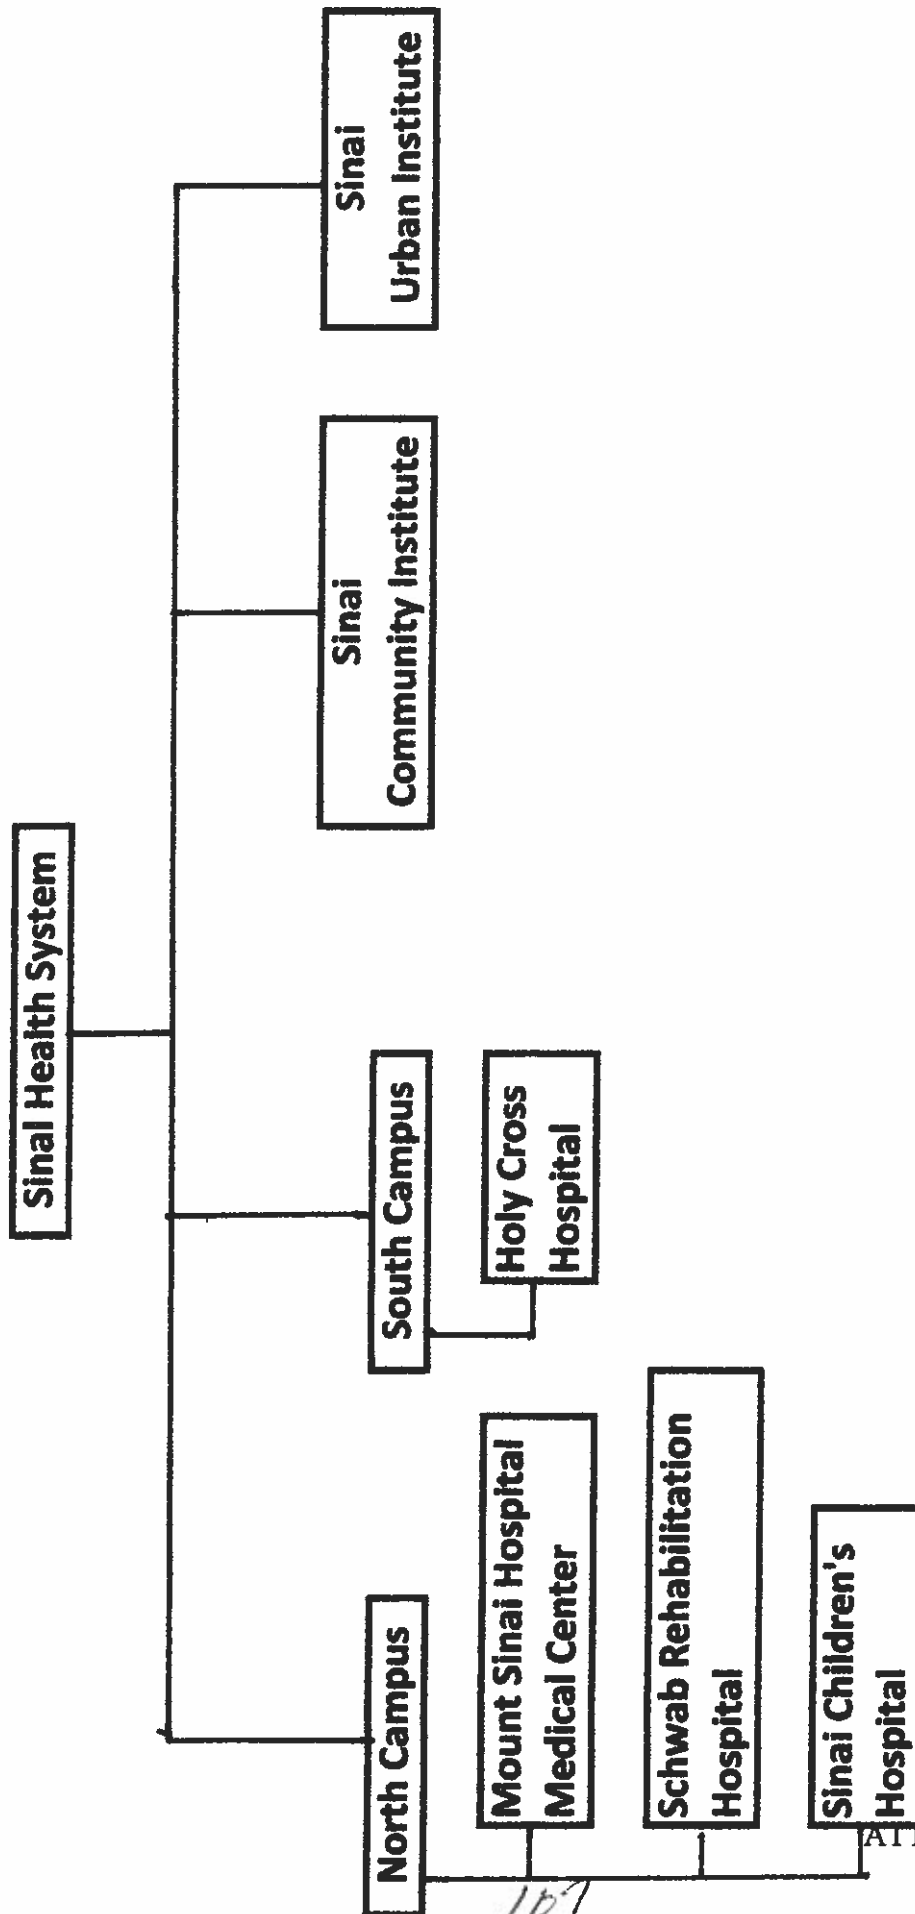 Sinai Health System
North Campus
South Campus
Sinai
Community Institute
Sinai
Urban Institute
Mount Sinai Hospital
Medical Center
Holy Cross
Hospital
Schwab Rehabilitation
Hospital
Sinai Children's
Hospital